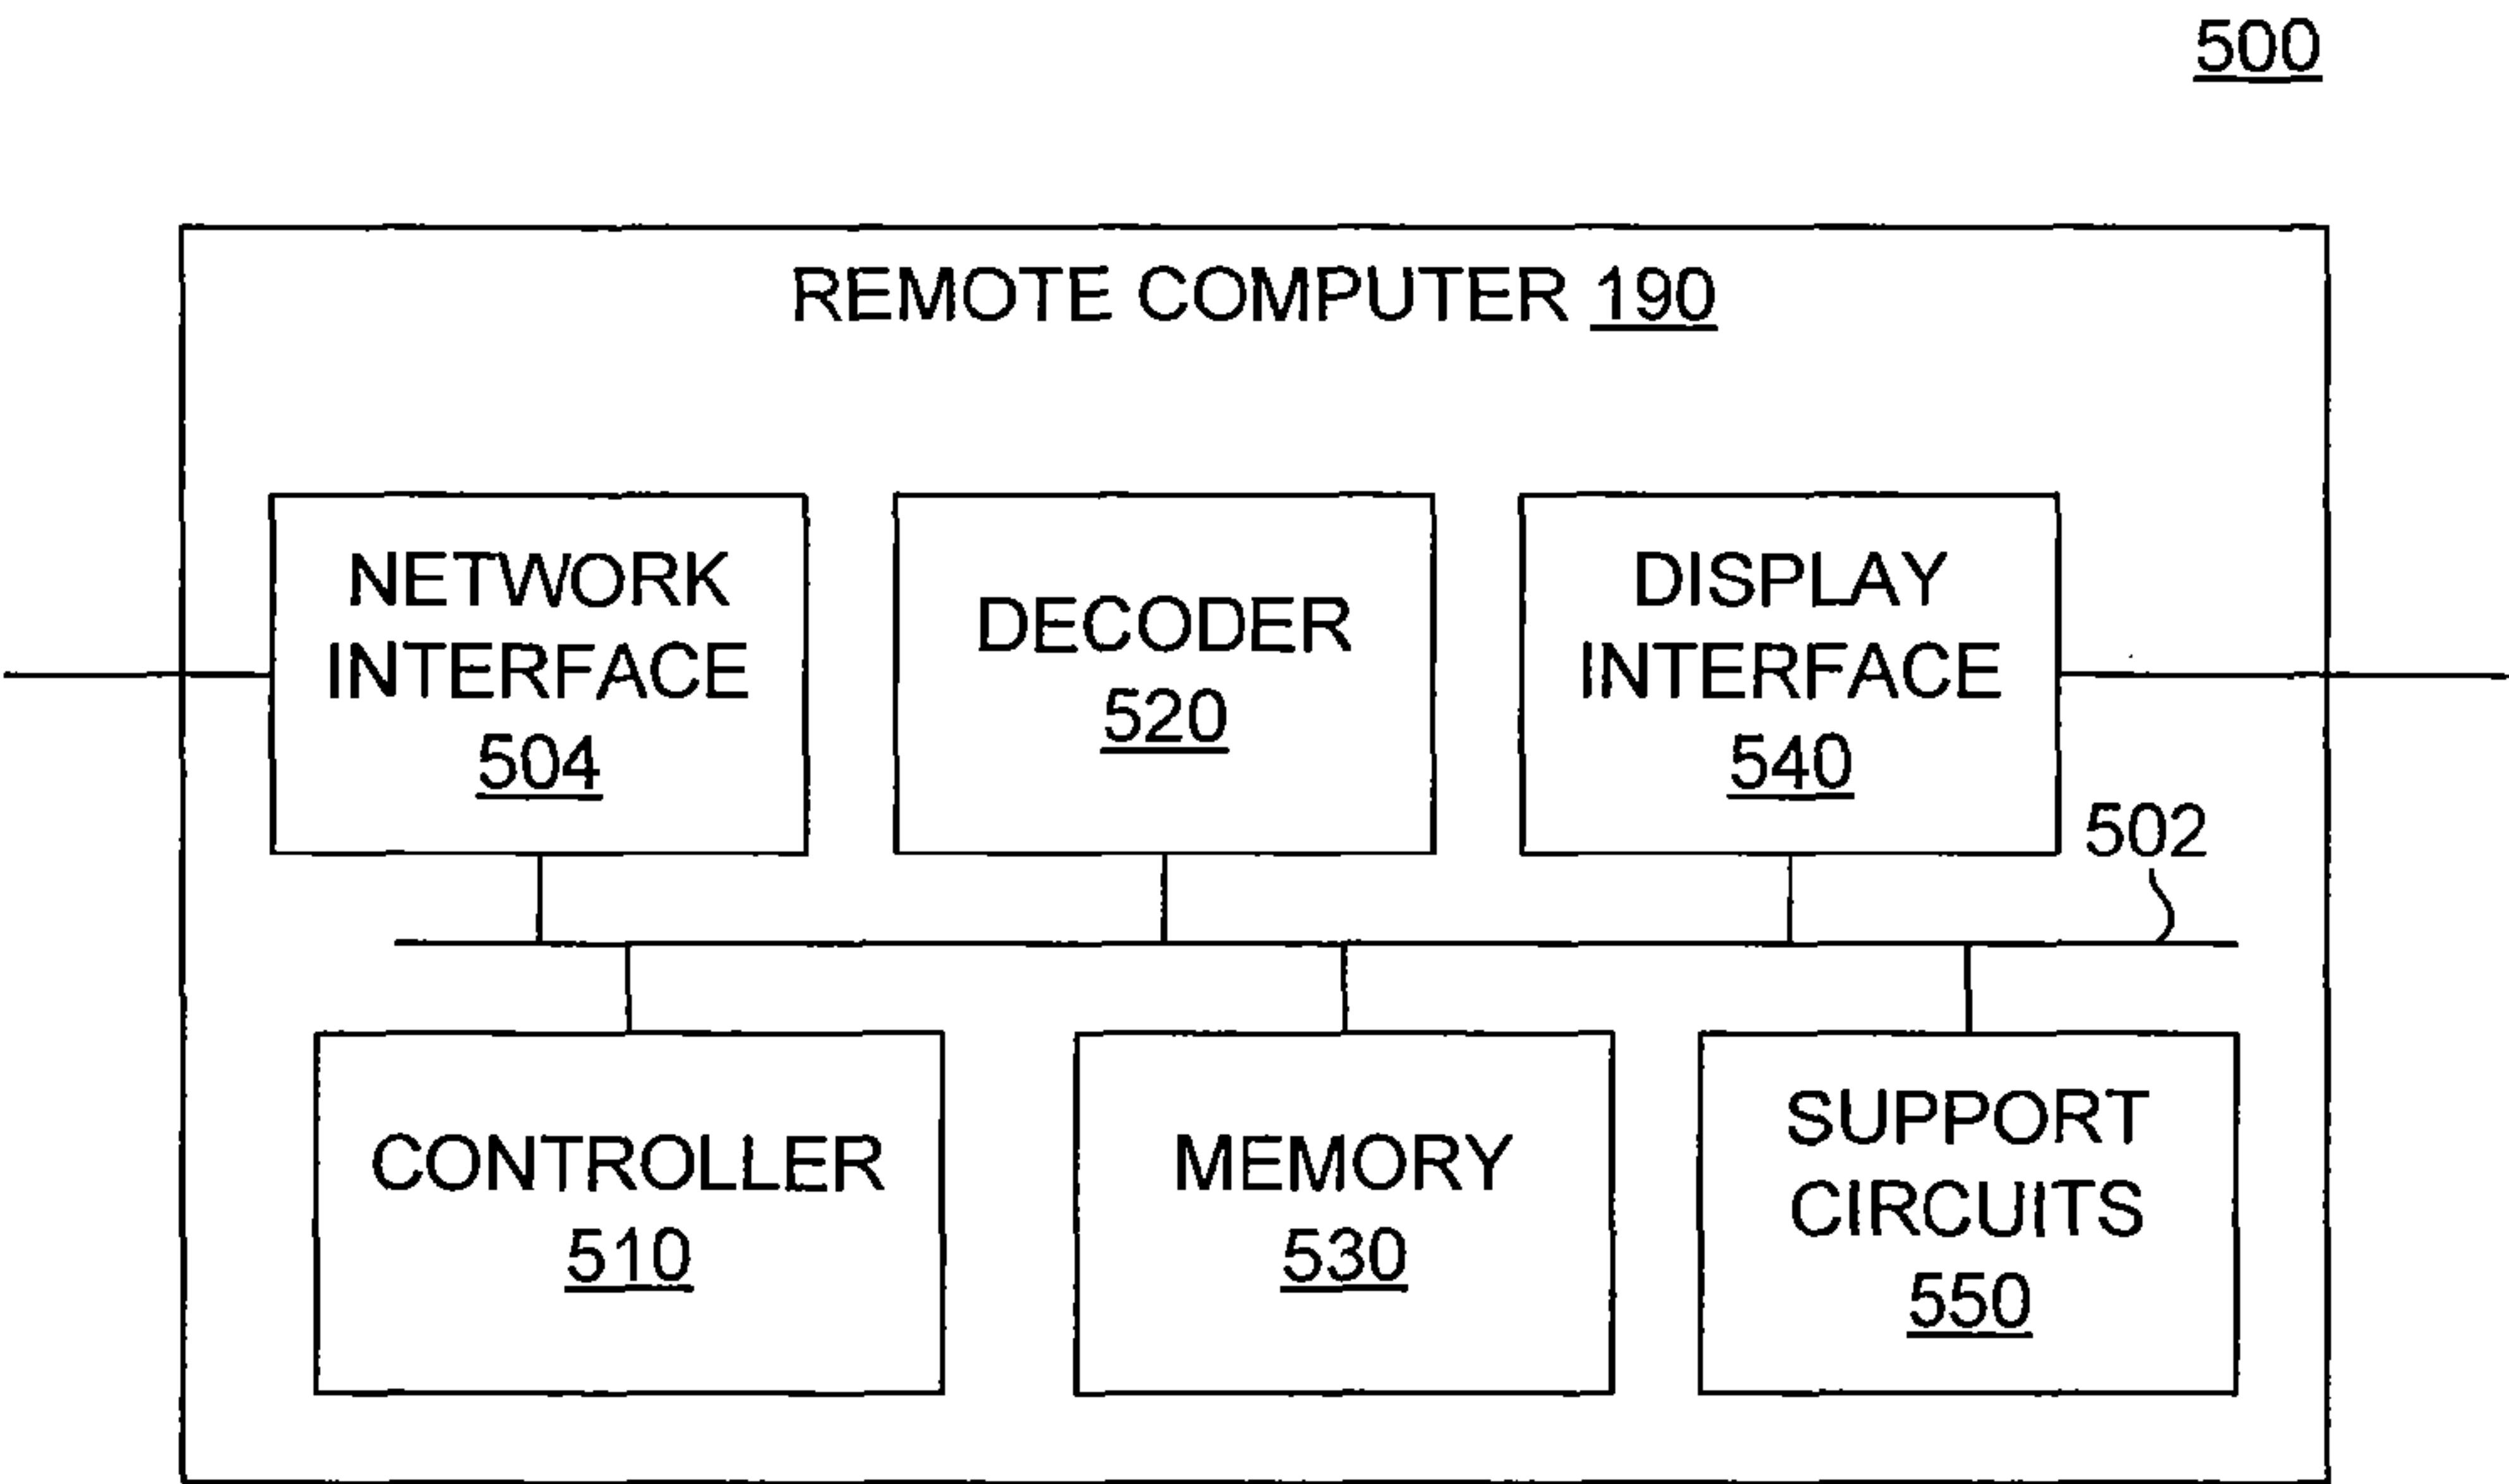 500
REMOTE COMPUTER 190
NETWORK
INTERFACE
504
DECODER
520
DISPLAY
INTERFACE
540
502
CONTROLLER
510
MEMORY
530
SUPPORT
CIRCUITS
550